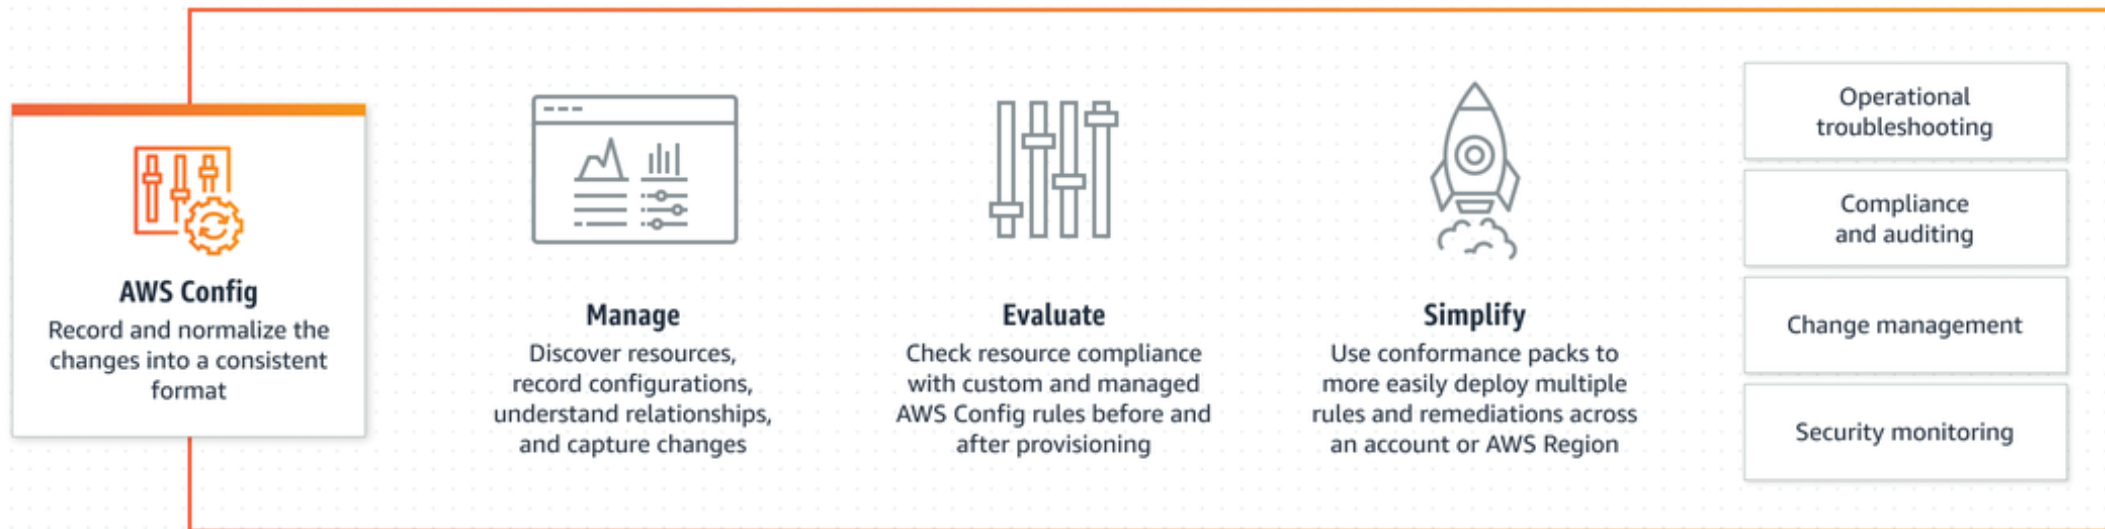 AWS Config
Record and normalize the
changes into a consistent
format
Manage
Discover resources,
record configurations,
understand relationships,
and capture changes
Evaluate
Check resource compliance
with custom and managed
AWS Config rules before and
after provisioning
Simplify
Use conformance packs to
more easily deploy multiple
rules and remediations across
an account or AWS Region
Operational
troubleshooting
Compliance
and auditing
Change management
Security monitoring